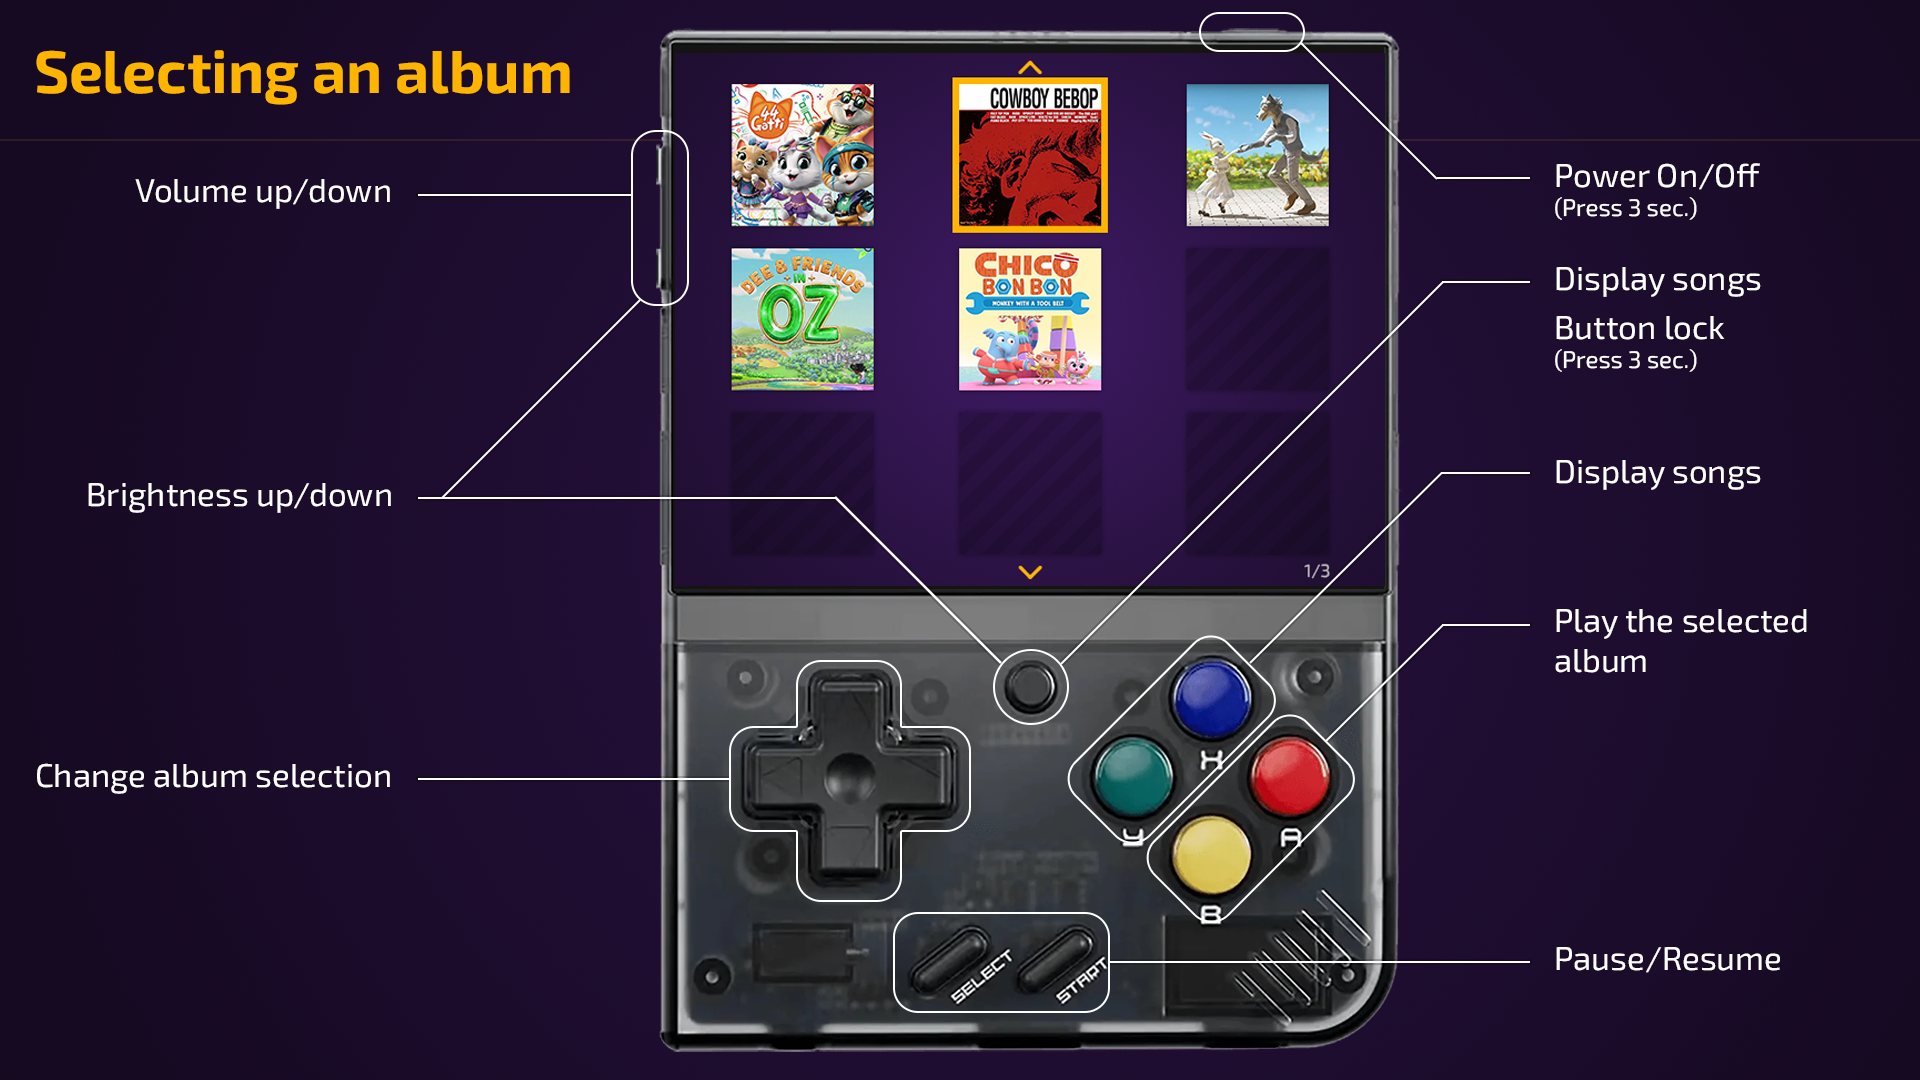 Selecting an album
Volume up/down
Brightness up/down
Change album selection
44
Gatti
COWBOY BEBOP
DEE & FRIENDS
IN
OZ
CHICO
BON BON
MONKEY WITH A TOOL BELT
1/3
X
Y
A
B
SELECT
START
Power On/Off
(Press 3 sec.)
Display songs
Button lock
(Press 3 sec.)
Display songs
Play the selected
album
Pause/Resume